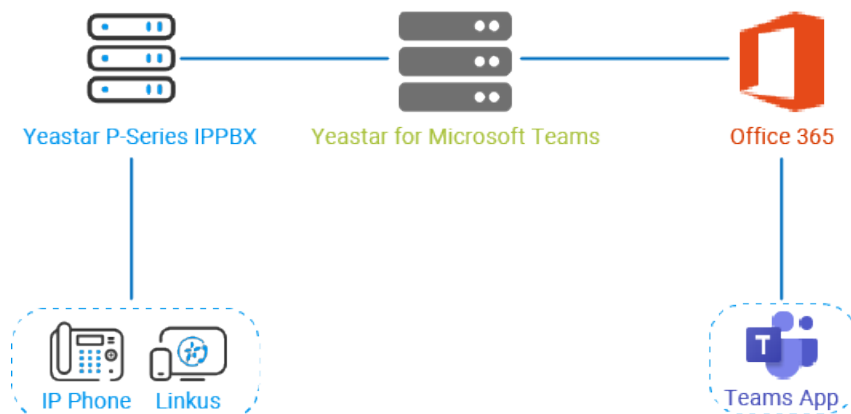 Yeastar P-Series IPPBX
Yeastar for Microsoft Teams
Office 365
IP Phone
Linkus
T
Teams App